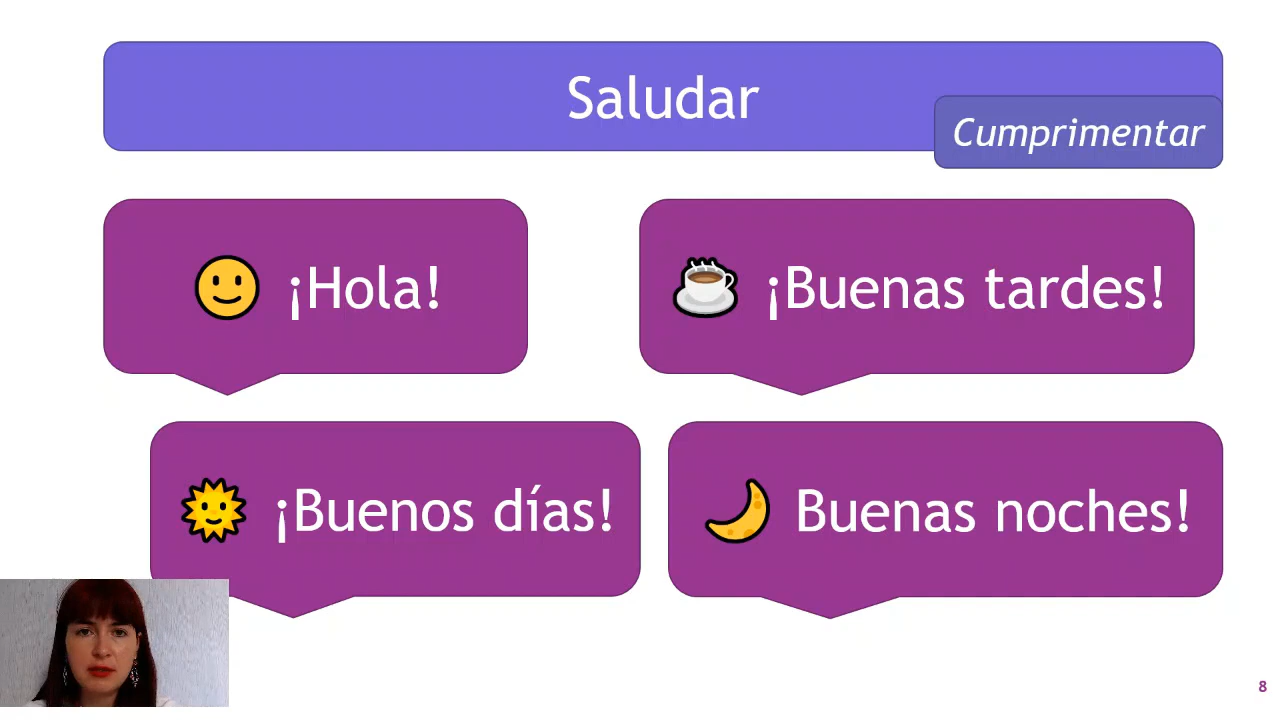 Saludar
Cumprimentar
¡Hola!
¡Buenas tardes!
¡Buenos días!
Buenas noches!
8